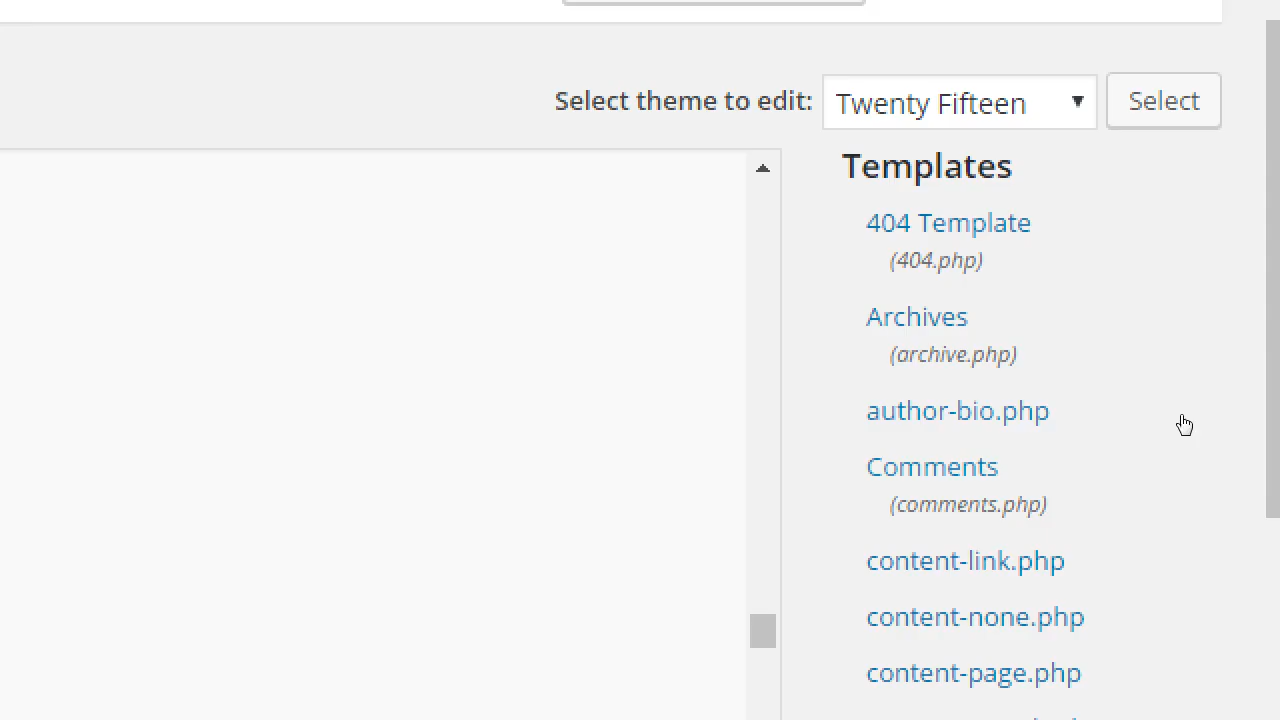 Select theme to edit: Twenty Fifteen Select
Templates
404 Template
(404.php)
Archives
(archive.php)
author-bio.php
Comments
(comments.php)
content-link.php
content-none.php
content-page.php